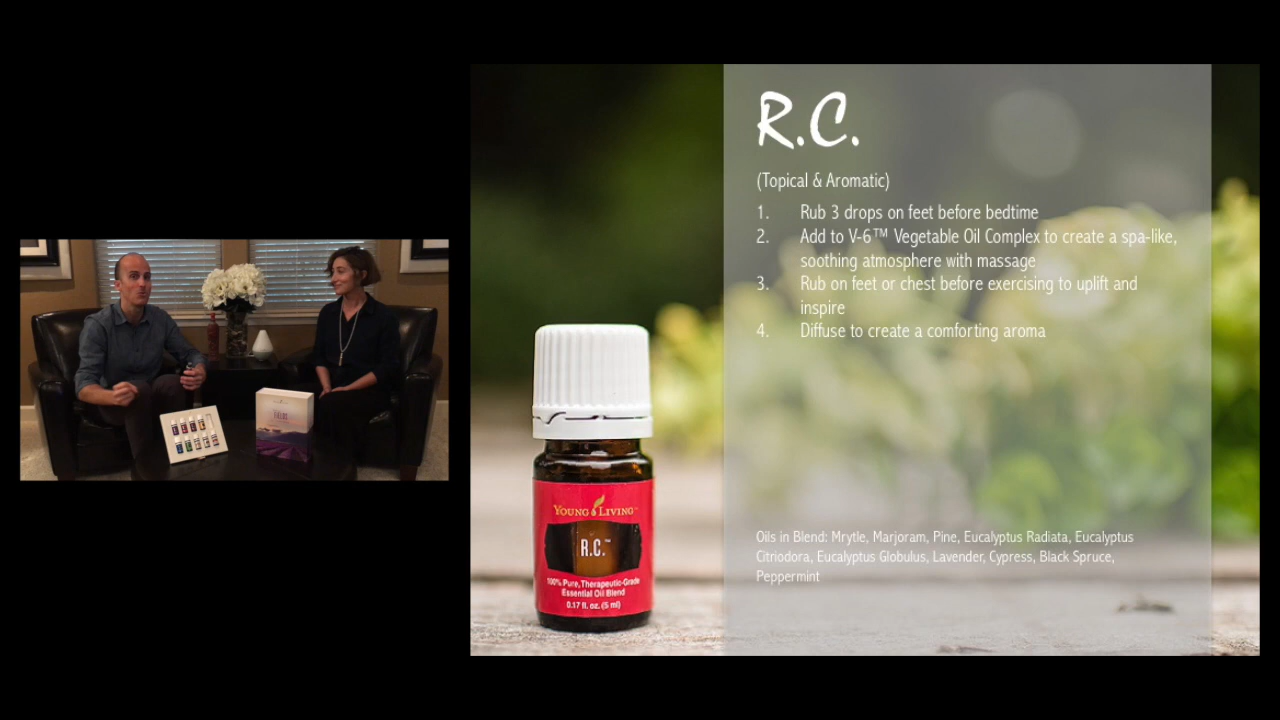 R.C.
(Topical & Aromatic)
1. Rub 3 drops on feet before bedtime
2. Add to V-6™ Vegetable Oil Complex to create a spa-like,
soothing atmosphere with massage
3. Rub on feet or chest before exercising to uplift and
inspire
4. Diffuse to create a comforting aroma
Oils in Blend: Mrytle, Marjoram, Pine, Eucalyptus Radiata, Eucalyptus
Citriodora, Eucalyptus Globulus, Lavender, Cypress, Black Spruce,
Peppermint
YOUNG LIVING™
R.C.™
100% Pure, Therapeutic-Grade
Essential Oil Blend
0.17 fl. oz. (5 ml)